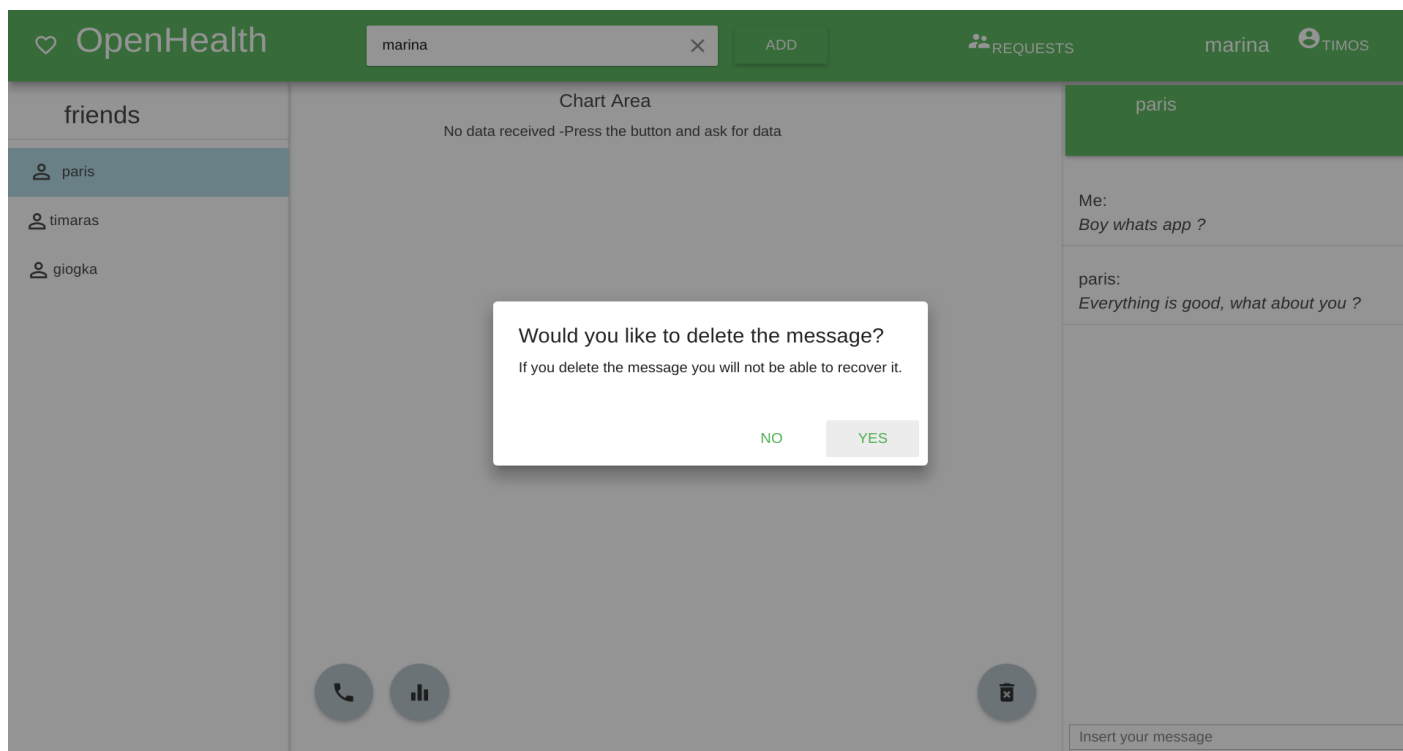 OpenHealth
marina
ADD
REQUESTS
marina
TIMOS
friends
paris
timaras
giogka
Chart Area
No data received -Press the button and ask for data
Would you like to delete the message?
If you delete the message you will not be able to recover it.
NO
YES
paris
Me:
Boy whats app ?
paris:
Everything is good, what about you ?
Insert your message